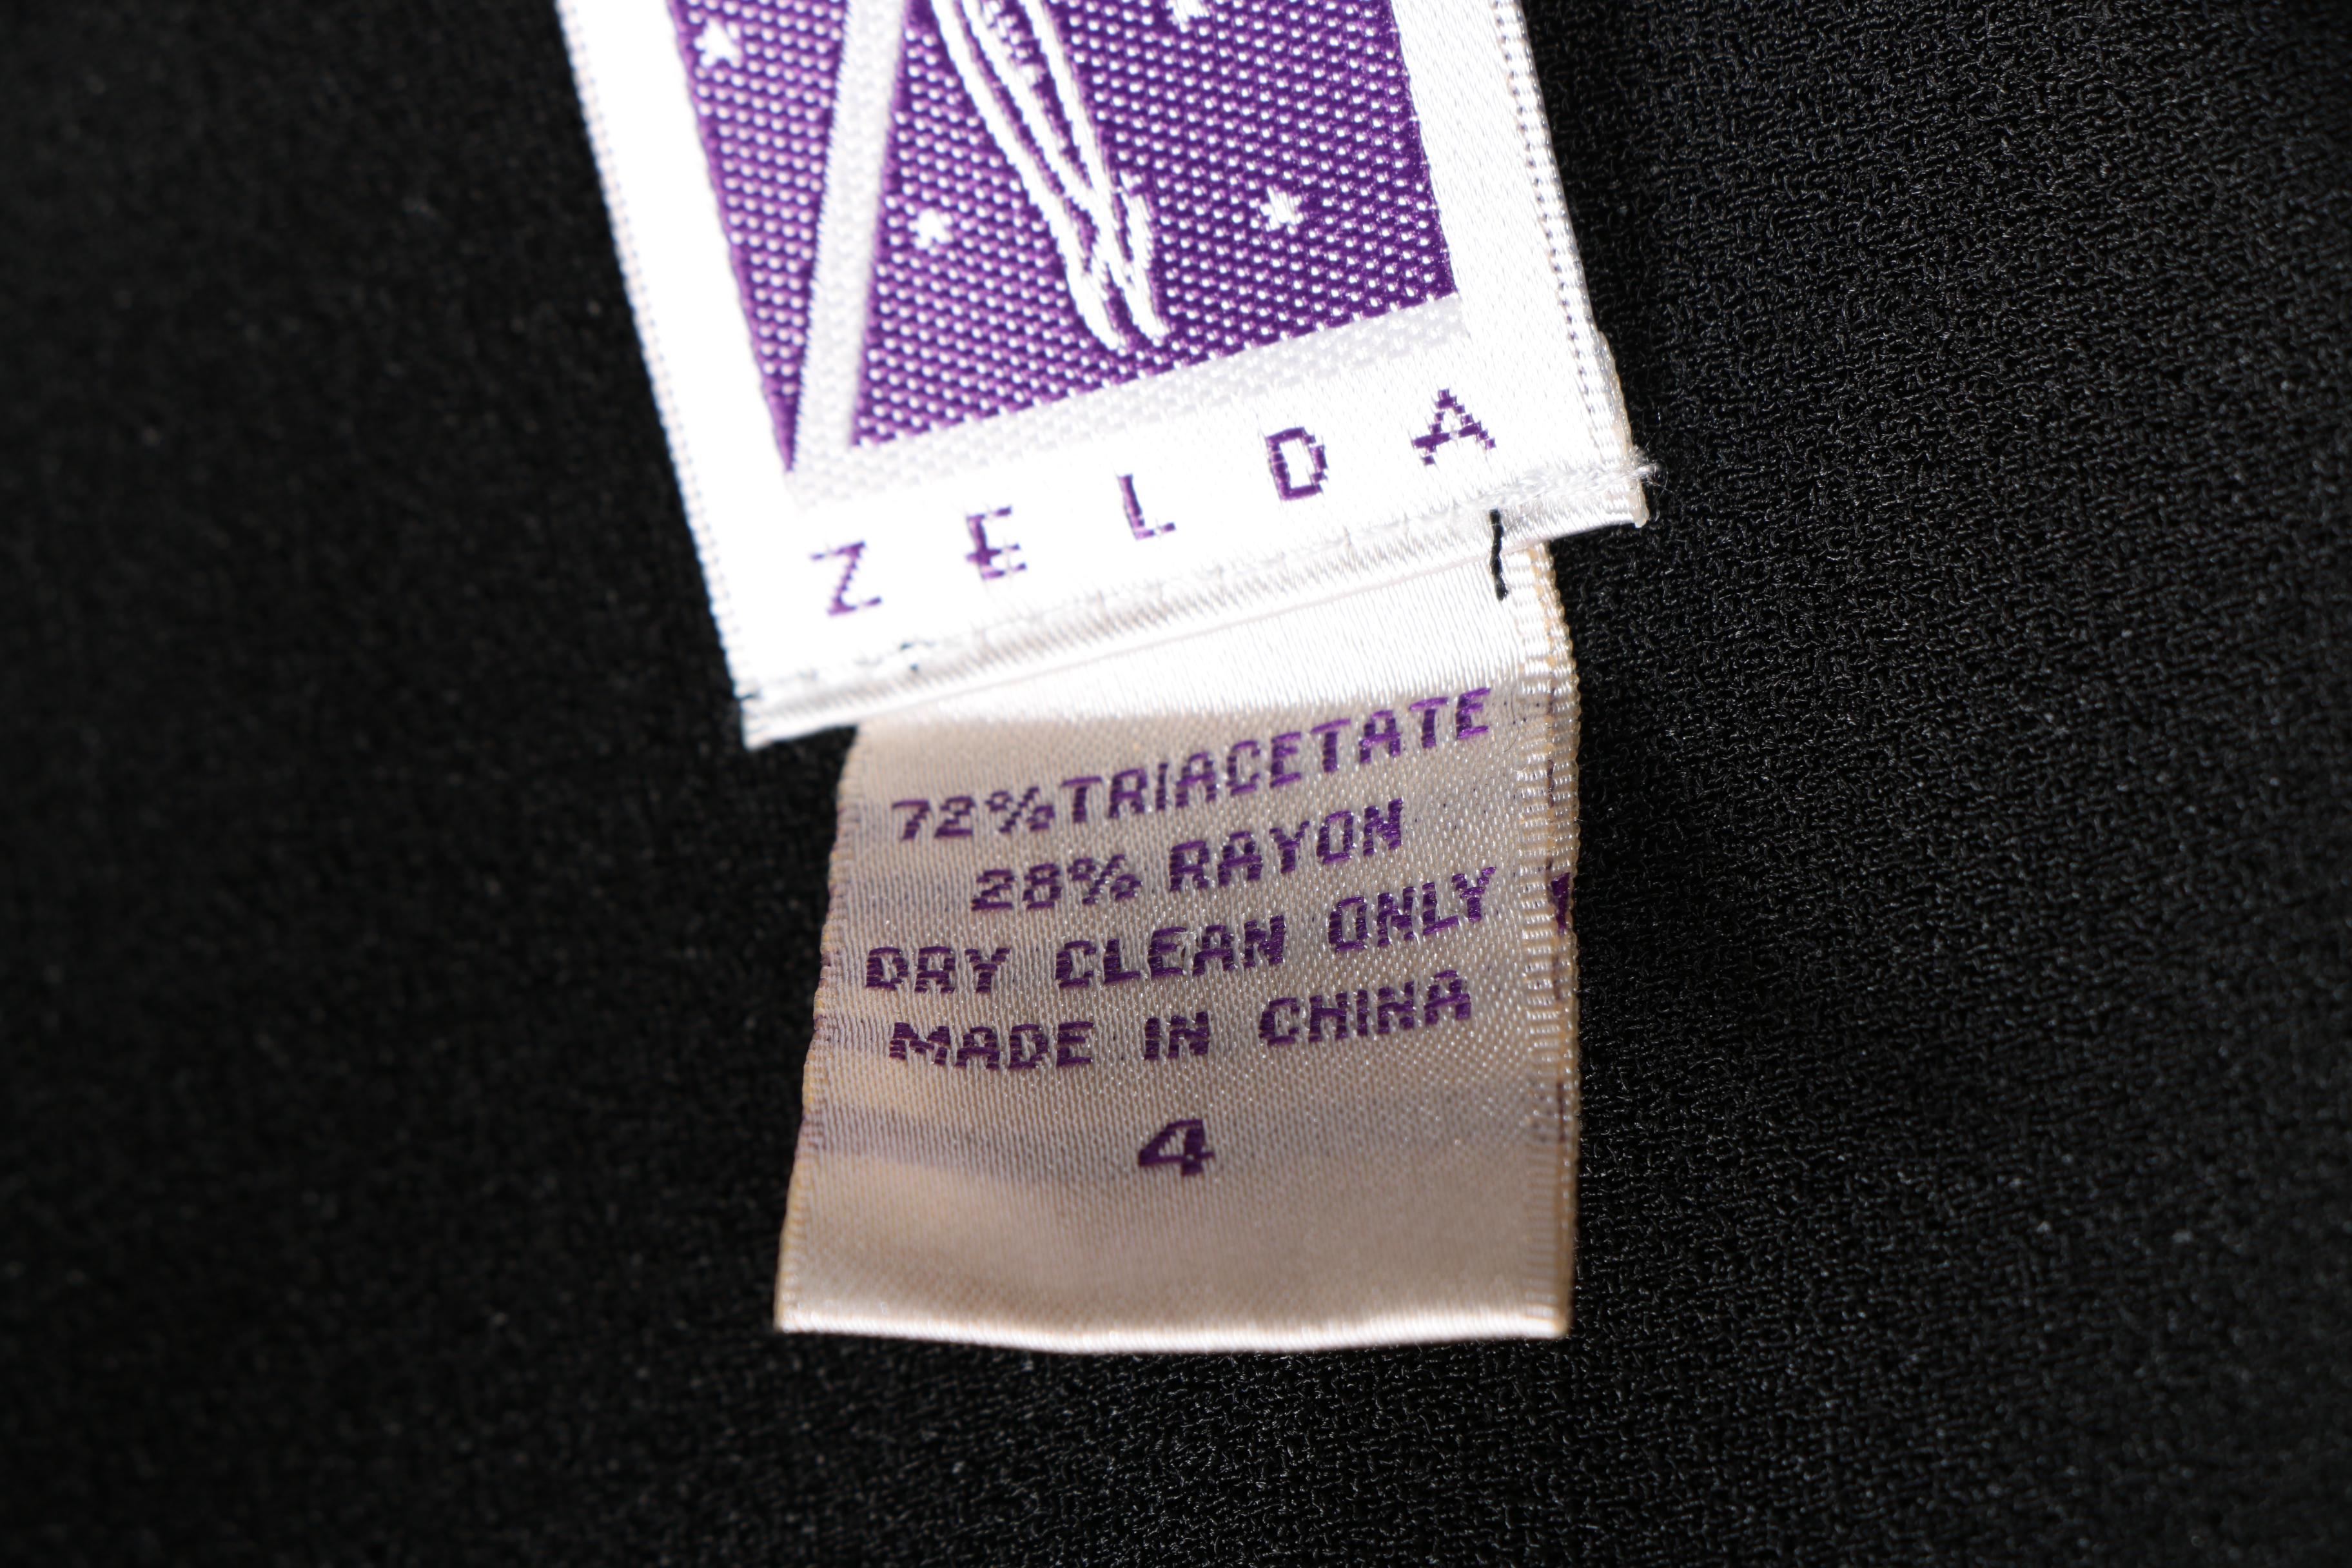 ZELDA
72% TRIACETATE
28% RAYON
DRY CLEAN ONLY
MADE IN CHINA
4